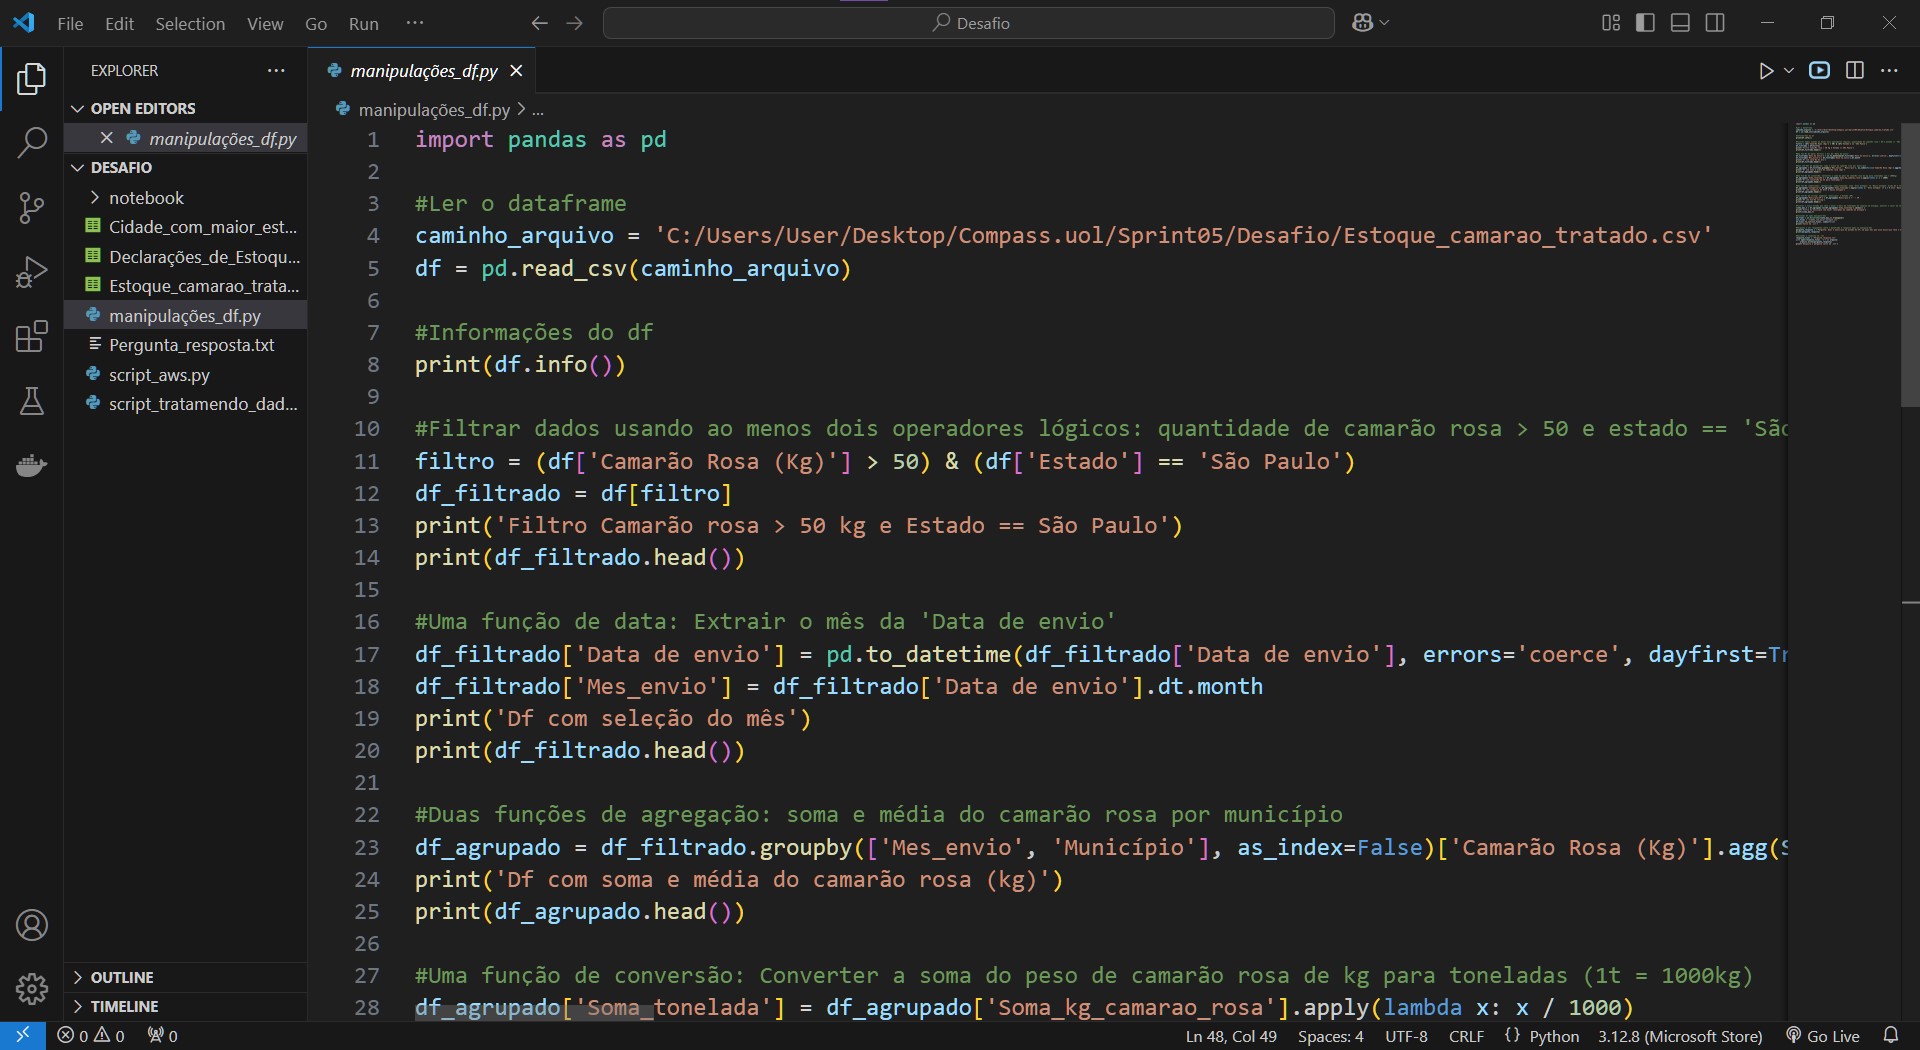 File Edit Selection View Go Run ···
Desafio
EXPLORER ···
OPEN EDITORS
manipulações_df.py
DESAFIO
notebook
Cidade_com_maior_est...
Declarações_de_Estoqu...
Estoque_camarao_trata...
manipulações_df.py
Pergunta_resposta.txt
script_aws.py
script_tratamendo_dad...
OUTLINE
TIMELINE
manipulações_df.py
manipulações_df.py > ...
1 import pandas as pd
2
3 #Ler o dataframe
4 caminho_arquivo = 'C:/Users/User/Desktop/Compass.uol/Sprint05/Desafio/Estoque_camarao_tratado.csv'
5 df = pd.read_csv(caminho_arquivo)
6
7 #Informações do df
8 print(df.info())
9
10 #Filtrar dados usando ao menos dois operadores lógicos: quantidade de camarão rosa > 50 e estado == 'São
11 filtro = (df['Camarão Rosa (Kg)'] > 50) & (df['Estado'] == 'São Paulo')
12 df_filtrado = df[filtro]
13 print('Filtro Camarão rosa > 50 kg e Estado == São Paulo')
14 print(df_filtrado.head())
15
16 #Uma função de data: Extrair o mês da 'Data de envio'
17 df_filtrado['Data de envio'] = pd.to_datetime(df_filtrado['Data de envio'], errors='coerce', dayfirst=Tr
18 df_filtrado['Mes_envio'] = df_filtrado['Data de envio'].dt.month
19 print('Df com seleção do mês')
20 print(df_filtrado.head())
21
22 #Duas funções de agregação: soma e média do camarão rosa por município
23 df_agrupado = df_filtrado.groupby(['Mes_envio', 'Município'], as_index=False)['Camarão Rosa (Kg)'].agg(S
24 print('Df com soma e média do camarão rosa (kg)')
25 print(df_agrupado.head())
26
27 #Uma função de conversão: Converter a soma do peso de camarão rosa de kg para toneladas (1t = 1000kg)
28 df_agrupado['Soma_tonelada'] = df_agrupado['Soma_kg_camarao_rosa'].apply(lambda x: x / 1000)
0 0 0 Ln 48, Col 49 Spaces: 4 UTF-8 CRLF {} Python 3.12.8 (Microsoft Store) Go Live